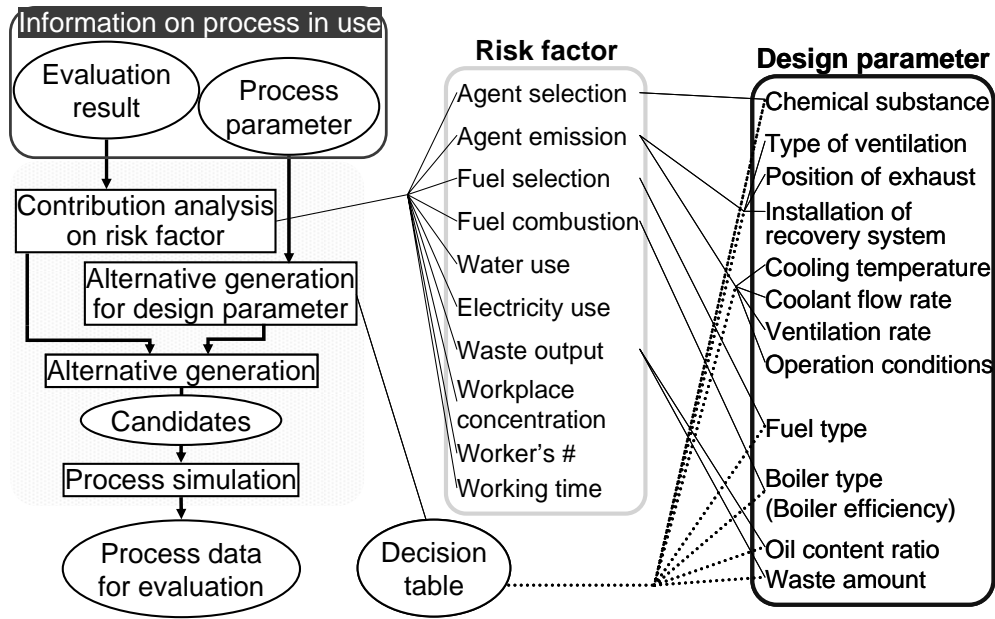 Information on process in use
Evaluation
result
Process
parameter
Contribution analysis
on risk factor
Alternative generation
for design parameter
Alternative generation
Candidates
Process simulation
Process data
for evaluation
Risk factor
Agent selection
Agent emission
Fuel selection
Fuel combustion
Water use
Electricity use
Waste output
Workplace
concentration
Worker's #
Working time
Decision
table
Design parameter
Chemical substance
Type of ventilation
Position of exhaust
Installation of
recovery system
Cooling temperature
Coolant flow rate
Ventilation rate
Operation conditions
Fuel type
Boiler type
(Boiler efficiency)
Oil content ratio
Waste amount